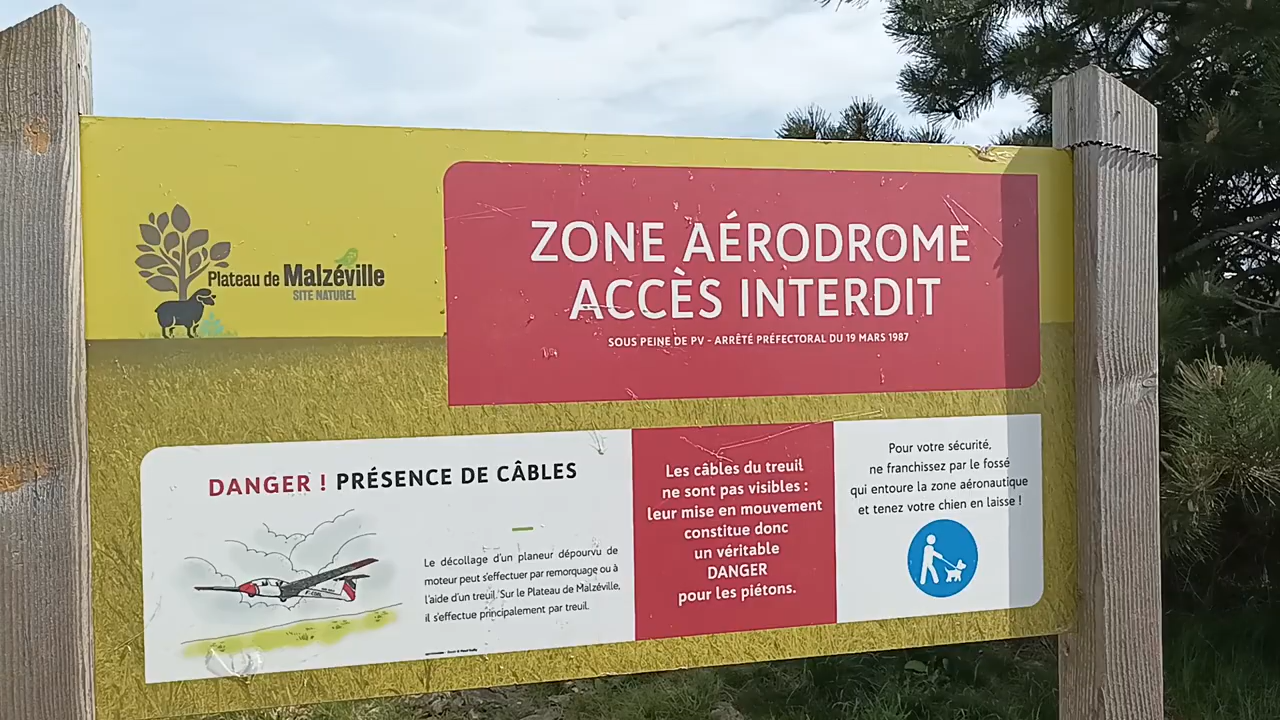 Plateau de Malzéville
SITE NATUREL
ZONE AÉRODROME
ACCÈS INTERDIT
SOUS PEINE DE PV - ARRÊTÉ PRÉFECTORAL DU 19 MARS 1987
DANGER ! PRÉSENCE DE CÂBLES
Le décollage d'un planeur dépourvu de
moteur peut s'effectuer par remorquage ou à
l'aide d'un treuil. Sur le Plateau de Malzéville,
il s'effectue principalement par treuil.
Les câbles du treuil
ne sont pas visibles :
leur mise en mouvement
constitue donc
un véritable
DANGER
pour les piétons.
Pour votre sécurité,
ne franchissez par le fossé
qui entoure la zone aéronautique
et tenez votre chien en laisse !